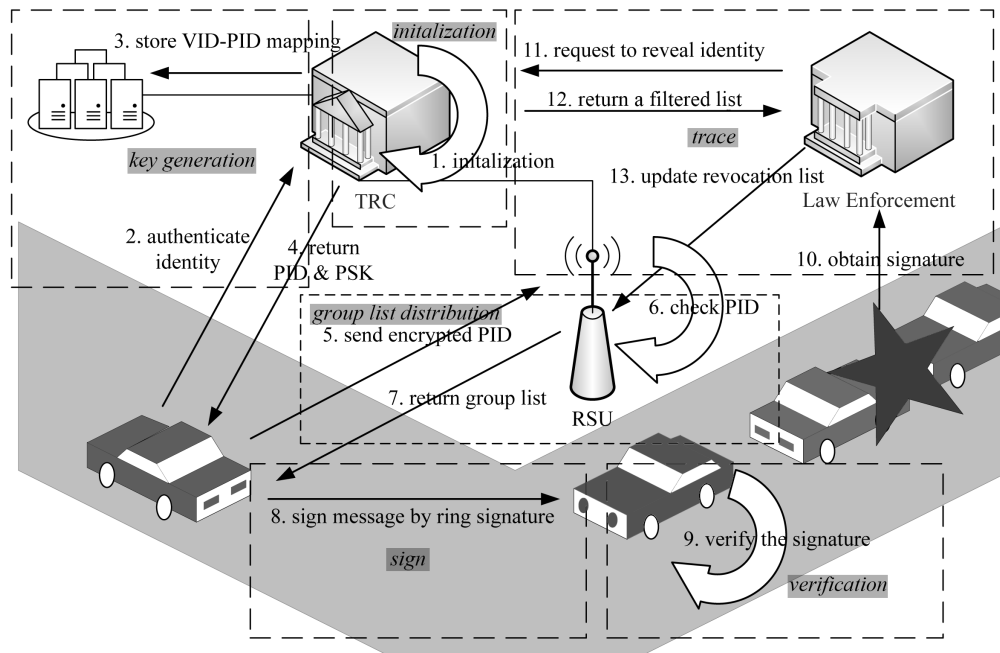 3. store VID-PID mapping
initalization
11. request to reveal identity
12. return a filtered list
trace
key generation
1. initalization
13. update revocation list
TRC
Law Enforcement
2. authenticate
identity
4. return
PID & PSK
10. obtain signature
group list distribution
5. send encrypted PID
6. check PID
7. return group list
RSU
8. sign message by ring signature
sign
9. verify the signature
verification